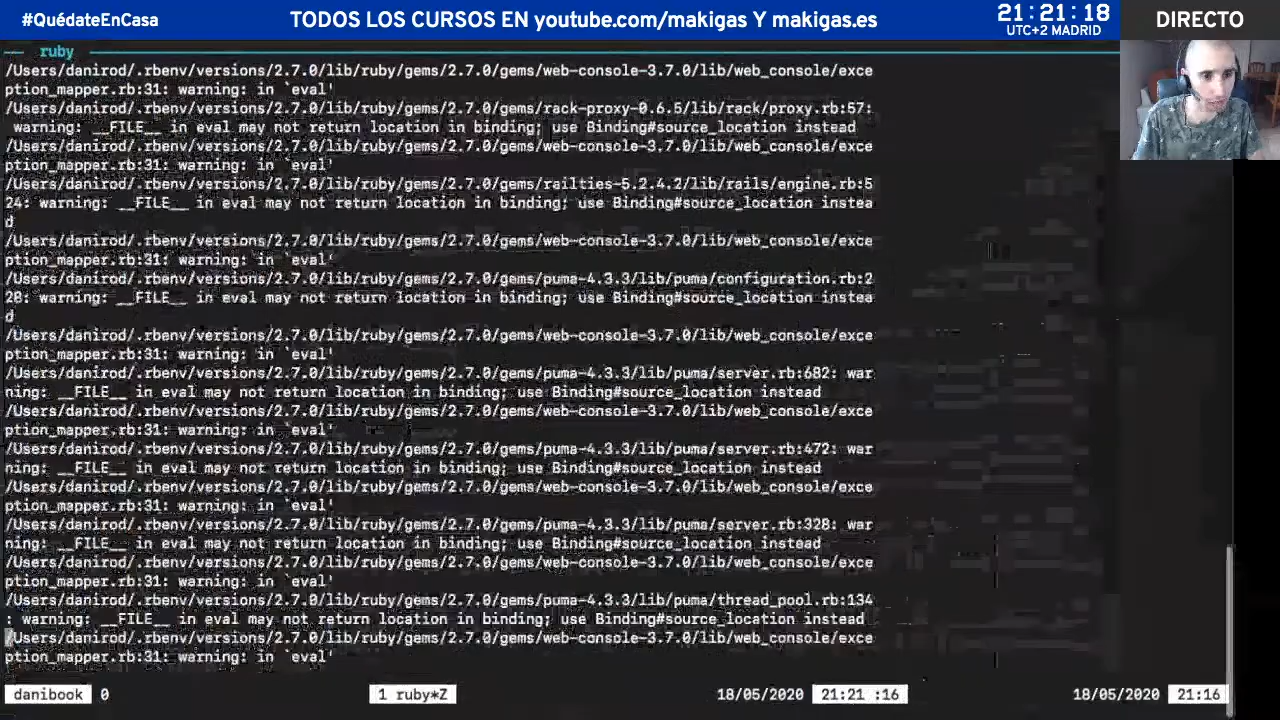 #QuédateEnCasa
TODOS LOS CURSOS EN youtube.com/makigas Y makigas.es
21:21:18
UTC+2 MADRID
DIRECTO
ruby
/Users/danirod/.rbenv/versions/2.7.0/lib/ruby/gems/2.7.0/gems/web-console-3.7.0/lib/web_console/exce
ption_mapper.rb:31: warning: in `eval'
/Users/danirod/.rbenv/versions/2.7.0/lib/ruby/gems/2.7.0/gems/rack-proxy-0.6.5/lib/rack/proxy.rb:57:
 warning: __FILE__ in eval may not return location in binding; use Binding#source_location instead
/Users/danirod/.rbenv/versions/2.7.0/lib/ruby/gems/2.7.0/gems/web-console-3.7.0/lib/web_console/exce
ption_mapper.rb:31: warning: in `eval'
/Users/danirod/.rbenv/versions/2.7.0/lib/ruby/gems/2.7.0/gems/railties-5.2.4.2/lib/rails/engine.rb:5
24: warning: __FILE__ in eval may not return location in binding; use Binding#source_location instea
d
/Users/danirod/.rbenv/versions/2.7.0/lib/ruby/gems/2.7.0/gems/web-console-3.7.0/lib/web_console/exce
ption_mapper.rb:31: warning: in `eval'
/Users/danirod/.rbenv/versions/2.7.0/lib/ruby/gems/2.7.0/gems/puma-4.3.3/lib/puma/configuration.rb:2
28: warning: __FILE__ in eval may not return location in binding; use Binding#source_location instea
d
/Users/danirod/.rbenv/versions/2.7.0/lib/ruby/gems/2.7.0/gems/web-console-3.7.0/lib/web_console/exce
ption_mapper.rb:31: warning: in `eval'
/Users/danirod/.rbenv/versions/2.7.0/lib/ruby/gems/2.7.0/gems/puma-4.3.3/lib/puma/server.rb:682: war
ning: __FILE__ in eval may not return location in binding; use Binding#source_location instead
/Users/danirod/.rbenv/versions/2.7.0/lib/ruby/gems/2.7.0/gems/web-console-3.7.0/lib/web_console/exce
ption_mapper.rb:31: warning: in `eval'
/Users/danirod/.rbenv/versions/2.7.0/lib/ruby/gems/2.7.0/gems/puma-4.3.3/lib/puma/server.rb:472: war
ning: __FILE__ in eval may not return location in binding; use Binding#source_location instead
/Users/danirod/.rbenv/versions/2.7.0/lib/ruby/gems/2.7.0/gems/web-console-3.7.0/lib/web_console/exce
ption_mapper.rb:31: warning: in `eval'
/Users/danirod/.rbenv/versions/2.7.0/lib/ruby/gems/2.7.0/gems/puma-4.3.3/lib/puma/server.rb:328: war
ning: __FILE__ in eval may not return location in binding; use Binding#source_location instead
/Users/danirod/.rbenv/versions/2.7.0/lib/ruby/gems/2.7.0/gems/web-console-3.7.0/lib/web_console/exce
ption_mapper.rb:31: warning: in `eval'
/Users/danirod/.rbenv/versions/2.7.0/lib/ruby/gems/2.7.0/gems/puma-4.3.3/lib/puma/thread_pool.rb:134
: warning: __FILE__ in eval may not return location in binding; use Binding#source_location instead
/Users/danirod/.rbenv/versions/2.7.0/lib/ruby/gems/2.7.0/gems/web-console-3.7.0/lib/web_console/exce
ption_mapper.rb:31: warning: in `eval'
danibook 0 1 ruby*Z 18/05/2020 21:21 :16 18/05/2020 21:16